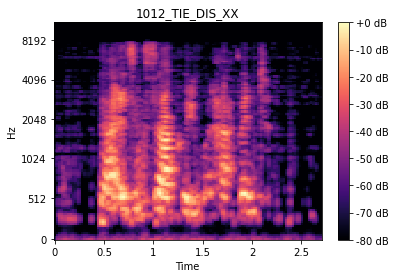 1012_TIE_DIS_XX
8192
4096
2048
1024
512
0
Hz
0
0.5
1
1.5
2
2.5
Time
+0 dB
-10 dB
-20 dB
-30 dB
-40 dB
-50 dB
-60 dB
-70 dB
-80 dB